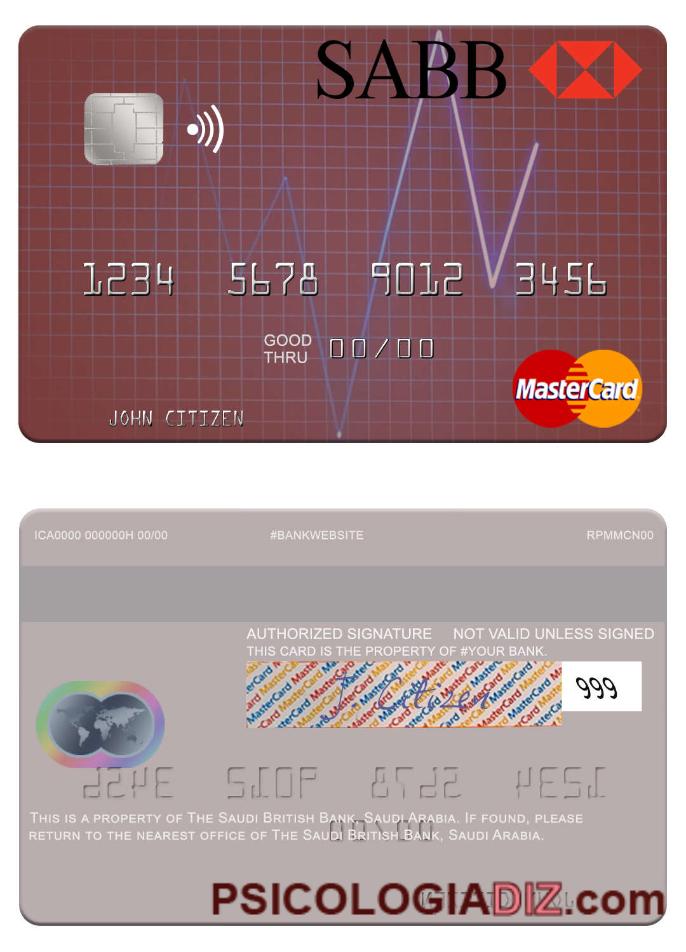 SABB
1234 5678 9012 3456
GOOD THRU 00/00
JOHN CITIZEN
MasterCard
ICA0000 000000H 00/00 #BANKWEBSITE RPMMCN00
AUTHORIZED SIGNATURE NOT VALID UNLESS SIGNED
THIS CARD IS THE PROPERTY OF #YOUR BANK.
J. Citizen 999
THIS IS A PROPERTY OF THE SAUDI BRITISH BANK, SAUDI ARABIA. IF FOUND, PLEASE
RETURN TO THE NEAREST OFFICE OF THE SAUDI BRITISH BANK, SAUDI ARABIA.
PSICOLOGIADIZ.com